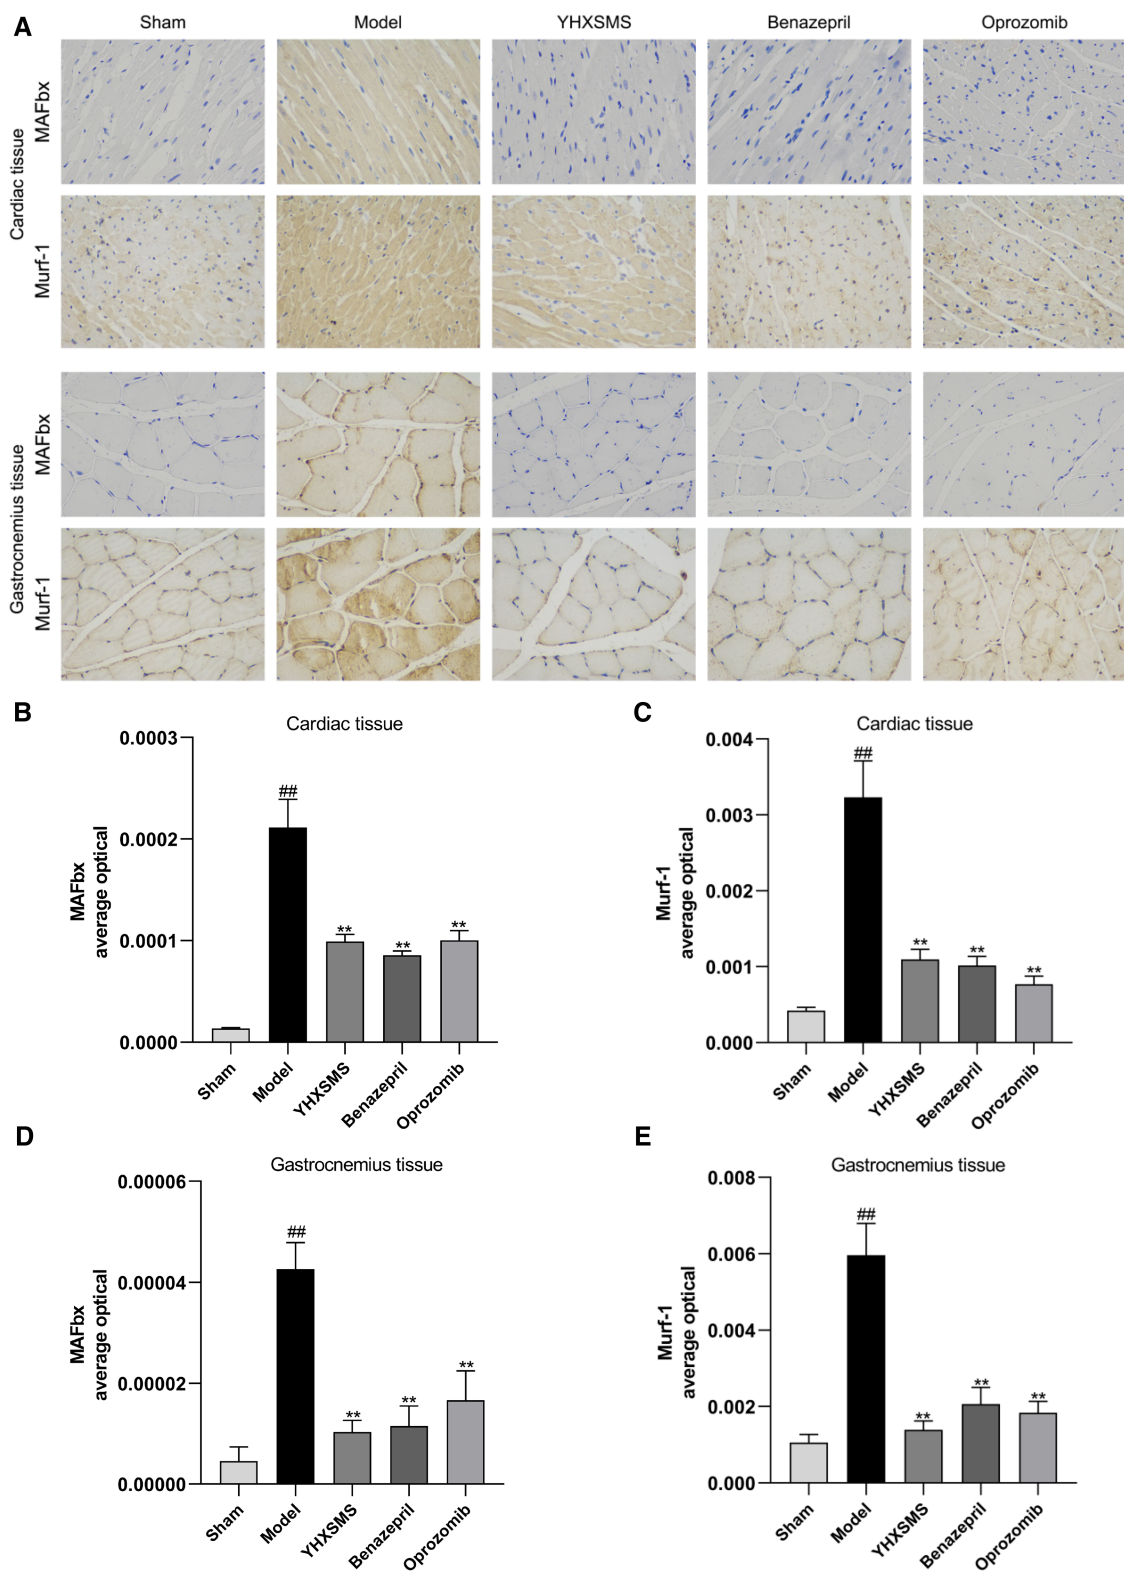 A
Sham
Model
YHXSMS
Benazepril
Oprozomib
Cardiac tissue
MAFbx
Murf-1
Gastrocnemius tissue
MAFbx
Murf-1
B
Cardiac tissue
MAFbx
average optical
0.0003
0.0002
0.0001
0.0000
##
**
**
**
Sham
Model
YHXSMS
Benazepril
Oprozomib
C
Cardiac tissue
Murf-1
average optical
0.004
0.003
0.002
0.001
0.000
##
**
**
**
Sham
Model
YHXSMS
Benazepril
Oprozomib
D
Gastrocnemius tissue
MAFbx
average optical
0.00006
0.00004
0.00002
0.00000
##
**
**
**
Sham
Model
YHXSMS
Benazepril
Oprozomib
E
Gastrocnemius tissue
Murf-1
average optical
0.008
0.006
0.004
0.002
0.000
##
**
**
**
Sham
Model
YHXSMS
Benazepril
Oprozomib